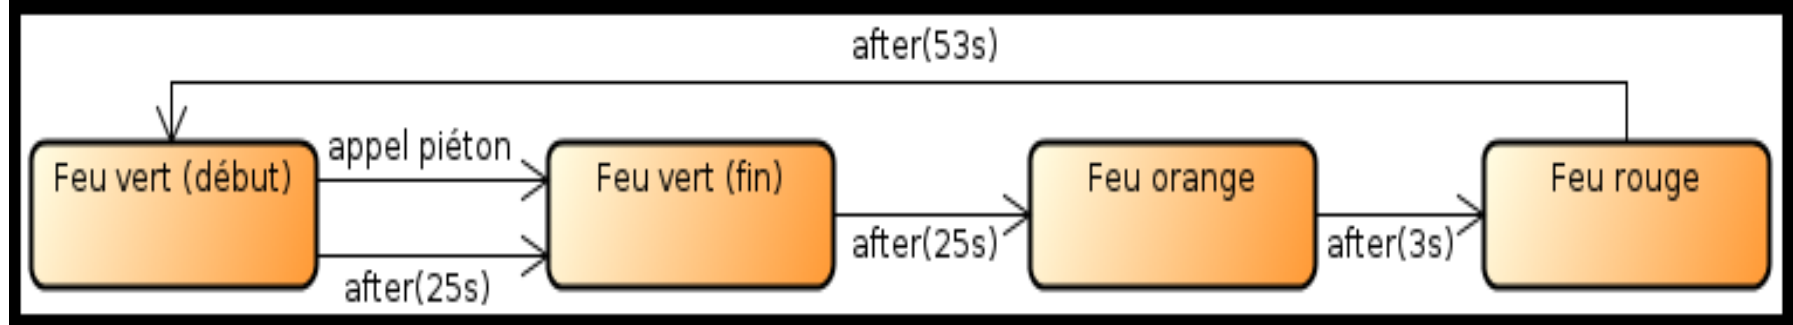 after(53s)
Feu vert (début)
appel piéton
after(25s)
Feu vert (fin)
after(25s)
Feu orange
after(3s)
Feu rouge